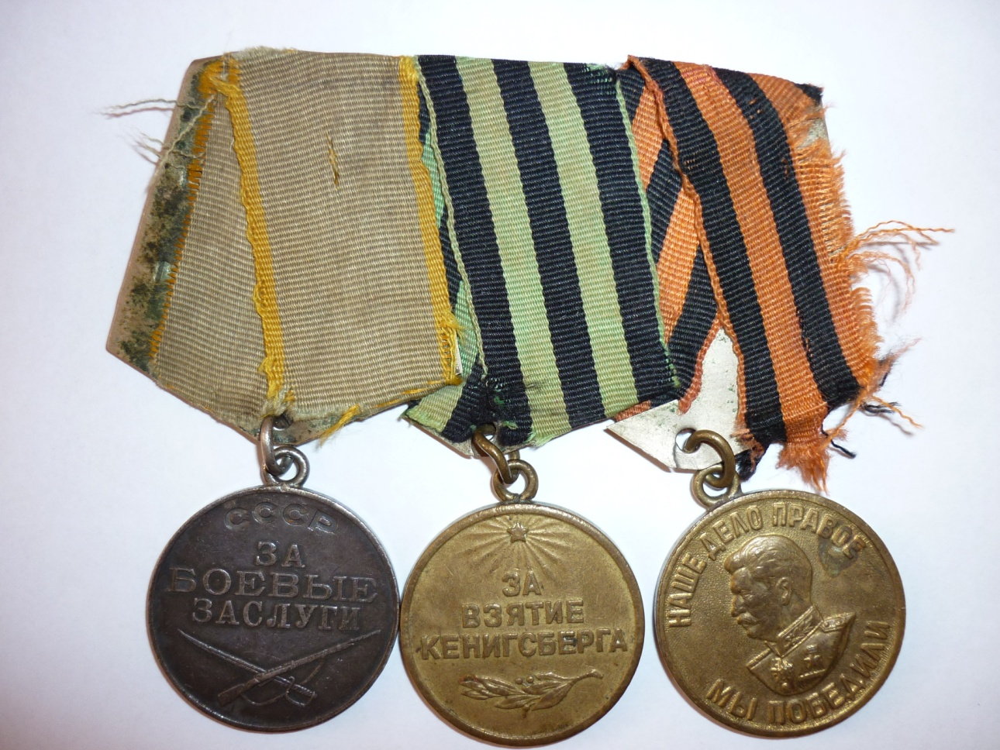 СССР
ЗА
БОЕВЫЕ
ЗАСЛУГИ
ЗА
ВЗЯТИЕ
КЕНИГСБЕРГА
НАШЕ ДЕЛО ПРАВОЕ
МЫ ПОБЕДИЛИ